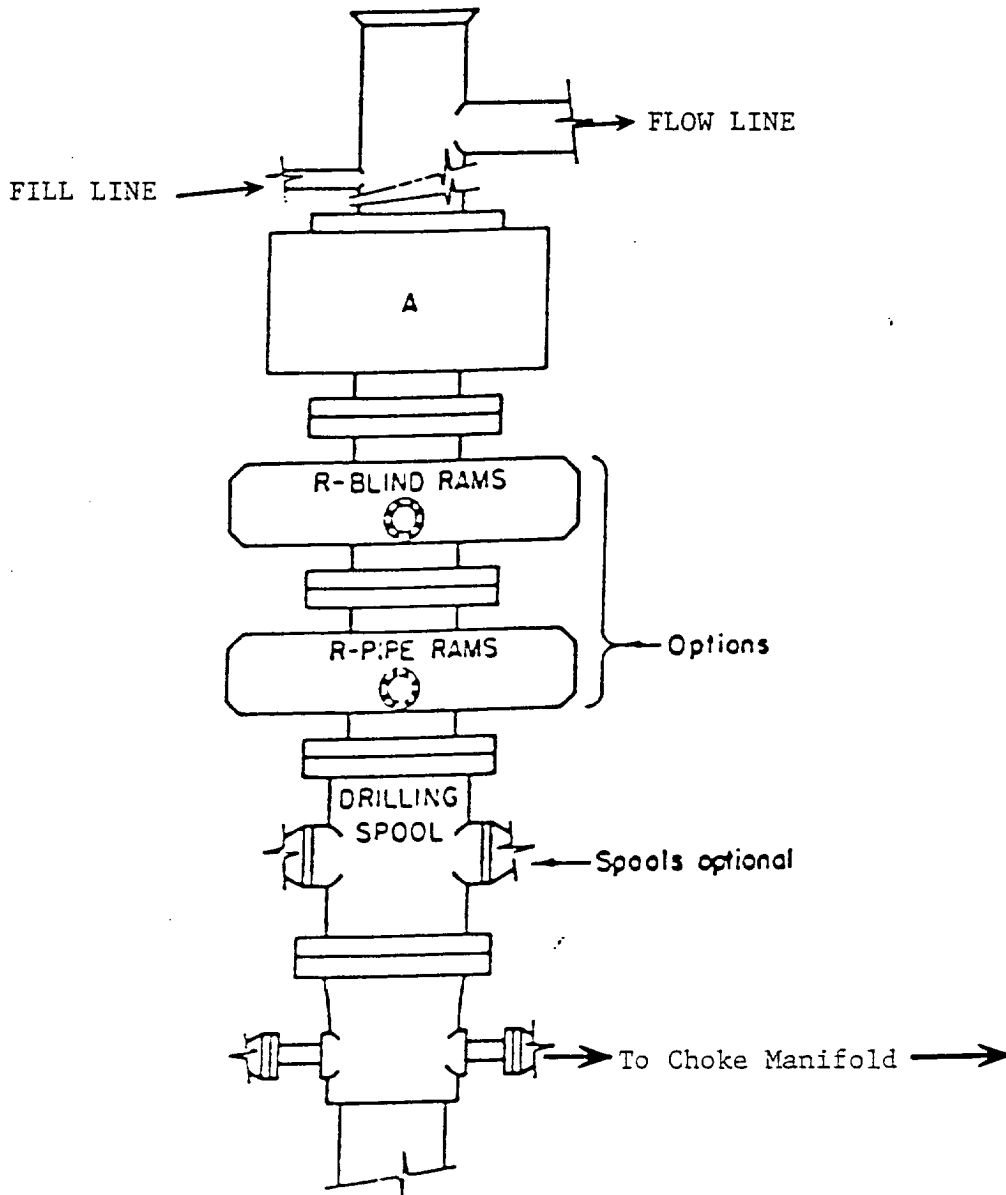 FLOW LINE
FILL LINE
A
R-BLIND RAMS
R-PIPE RAMS
Options
DRILLING
SPOOL
Spools optional
To Choke Manifold